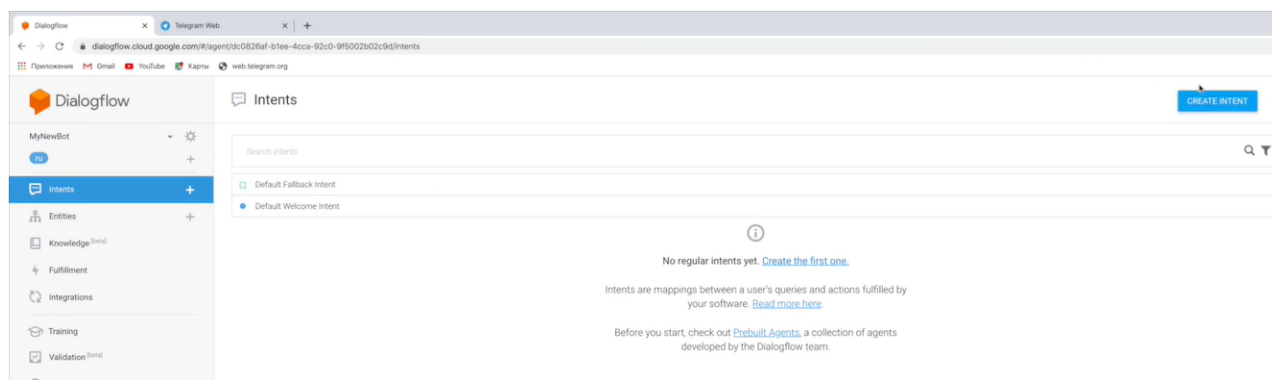 Dialogflow
Telegram Web
dialogflow.cloud.google.com/#/agent/dc0826af-b1ee-4cca-92c0-9f5002b02c9d/intents
Приложения Gmail YouTube Карты web.telegram.org
Dialogflow
Intents
CREATE INTENT
MyNewBot
ru
Search intents
Intents
Default Fallback Intent
Default Welcome Intent
Entities
Knowledge [beta]
No regular intents yet. Create the first one.
Fulfillment
Integrations
Intents are mappings between a user's queries and actions fulfilled by
your software. Read more here.
Training
Before you start, check out Prebuilt Agents, a collection of agents
developed by the Dialogflow team.
Validation [beta]